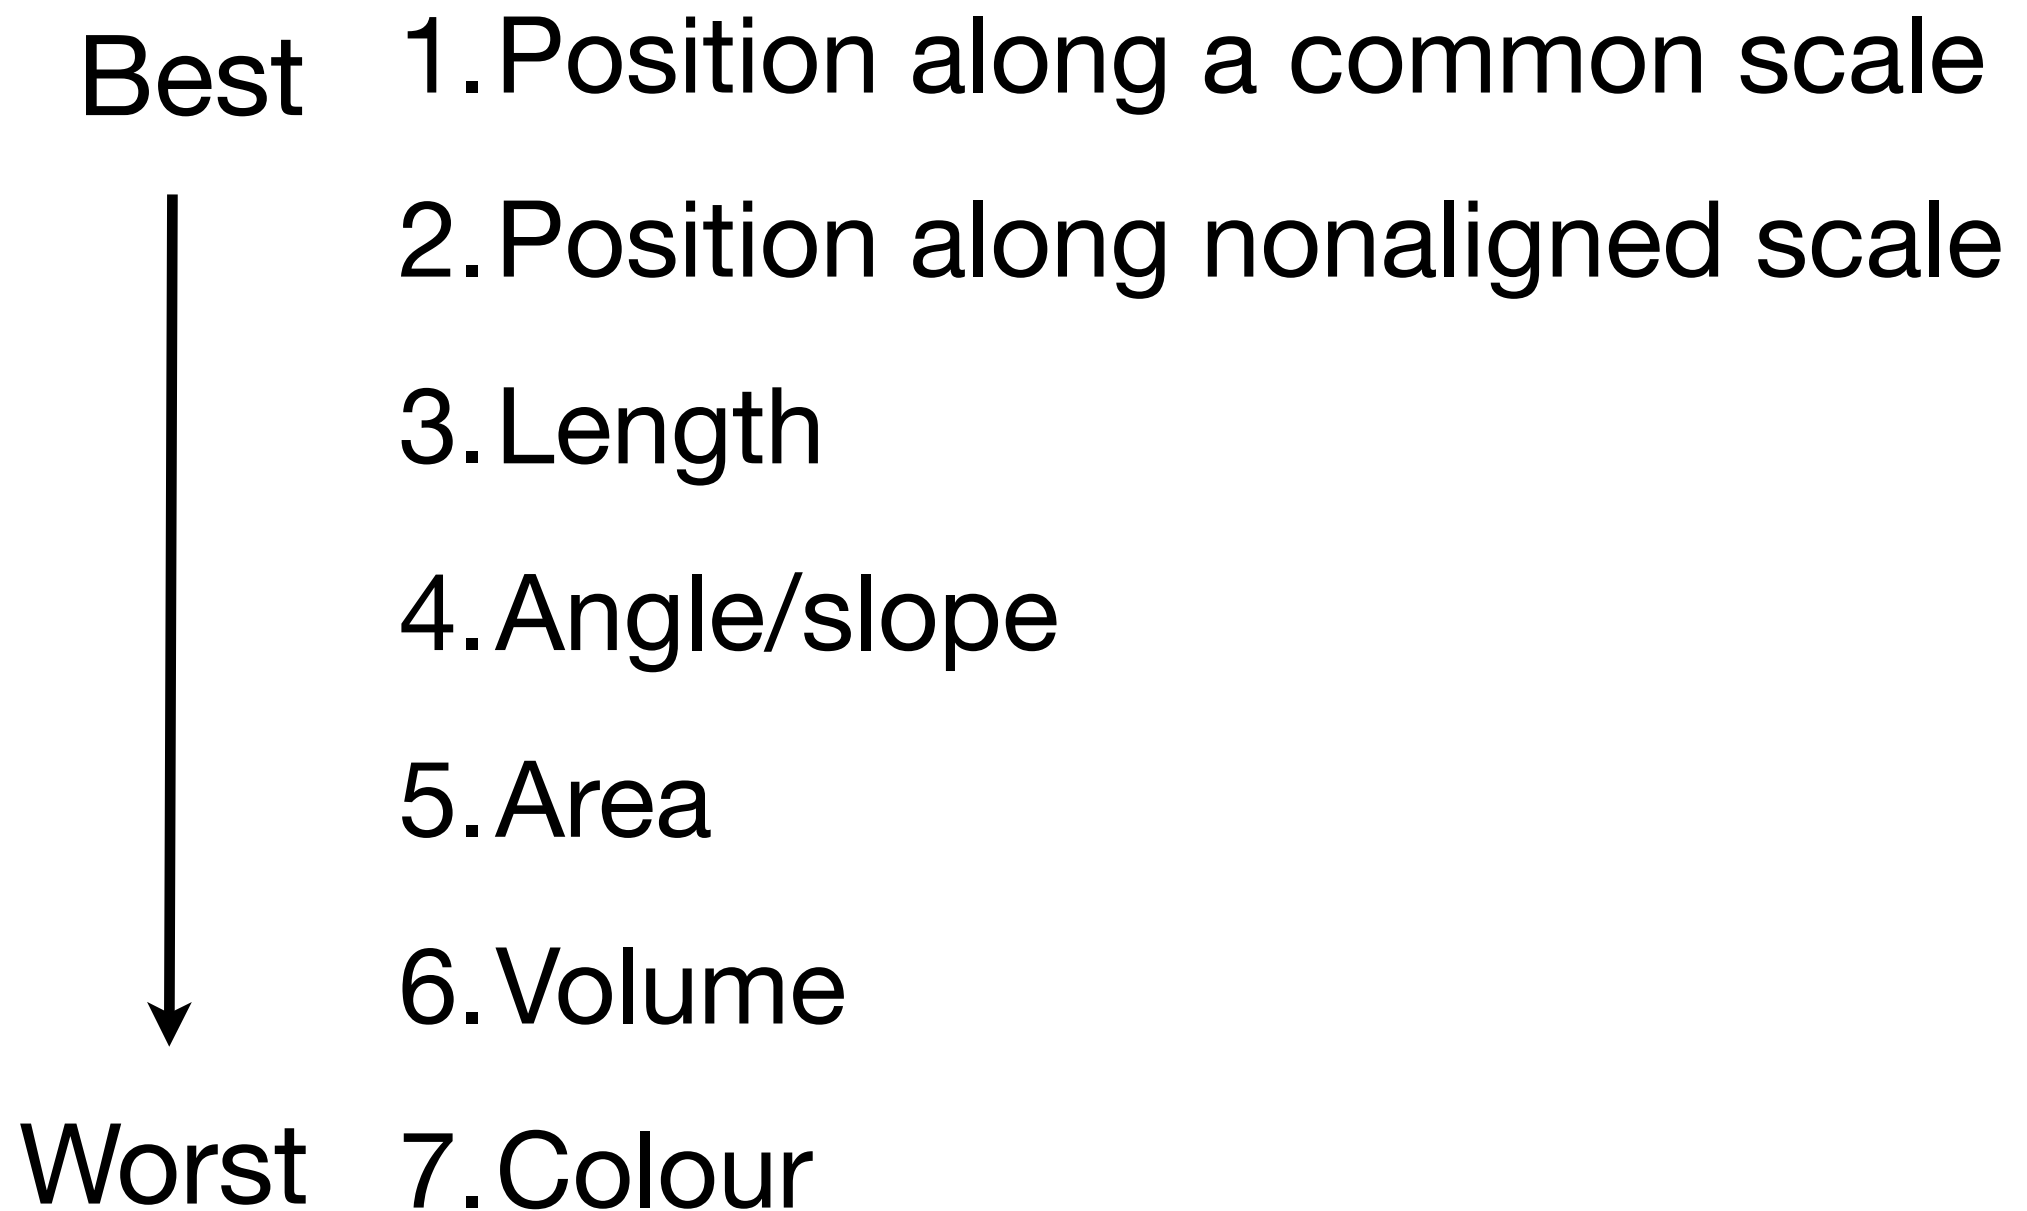 Best
1. Position along a common scale
2. Position along nonaligned scale
3. Length
4. Angle/slope
5. Area
6. Volume
Worst
7. Colour